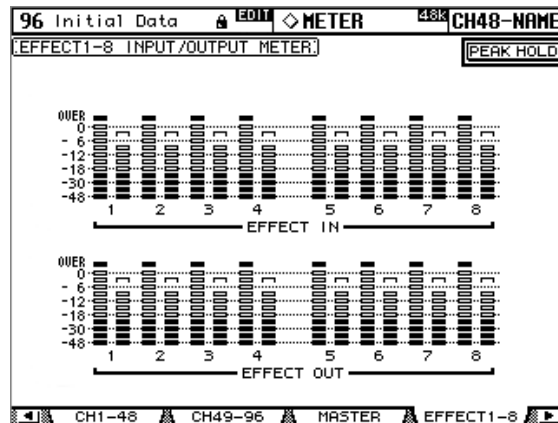 96 Initial Data EDIT ◇METER 48k CH48-NAME
EFFECT1-8 INPUT/OUTPUT METER
PEAK HOLD
OVER
0
- 6
-12
-18
-30
-48
1 2 3 4 5 6 7 8
EFFECT IN
OVER
0
- 6
-12
-18
-30
-48
1 2 3 4 5 6 7 8
EFFECT OUT
CH1-48 CH49-96 MASTER EFFECT1-8